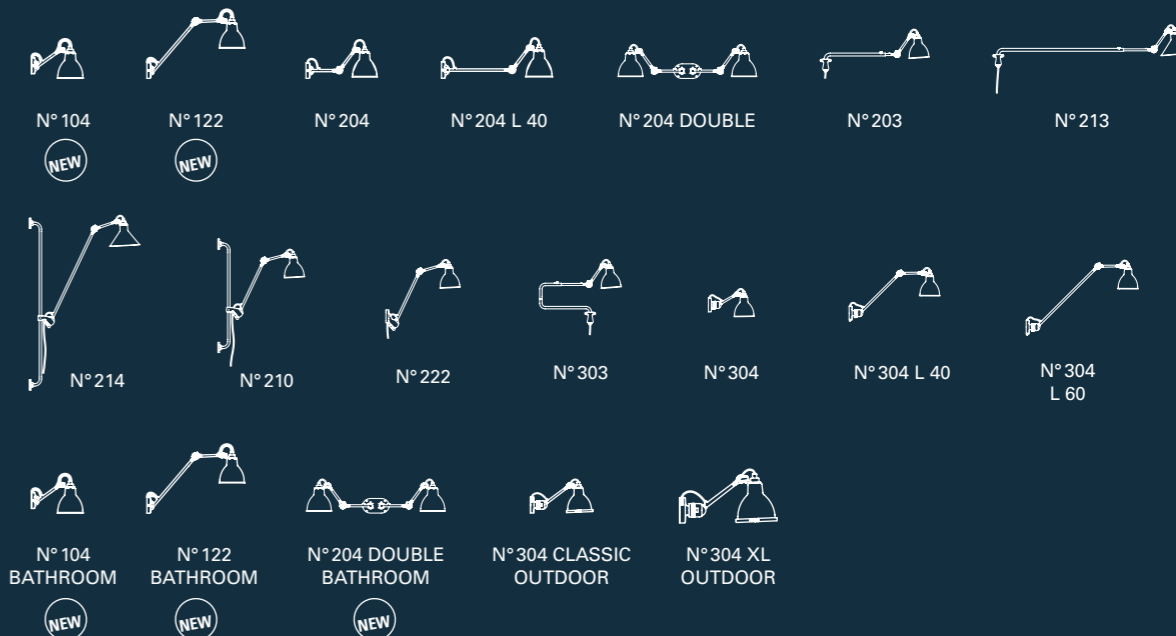 N°104
N°122
N°204
N°204 L 40
N°204 DOUBLE
N°203
N°213
NEW
NEW
N°214
N°210
N°222
N°303
N°304
N°304 L 40
N°304
L 60
N°104
BATHROOM
N°122
BATHROOM
N°204 DOUBLE
BATHROOM
N°304 CLASSIC
OUTDOOR
N°304 XL
OUTDOOR
NEW
NEW
NEW